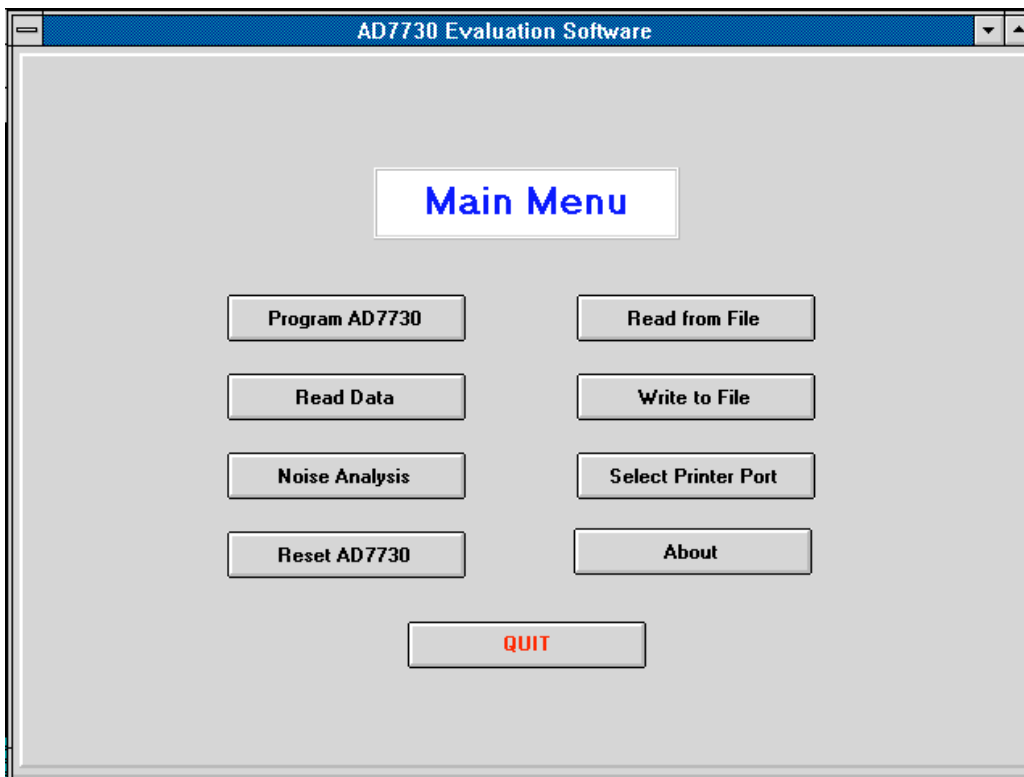 AD7730 Evaluation Software
Main Menu
Program AD7730
Read from File
Read Data
Write to File
Noise Analysis
Select Printer Port
Reset AD7730
About
QUIT